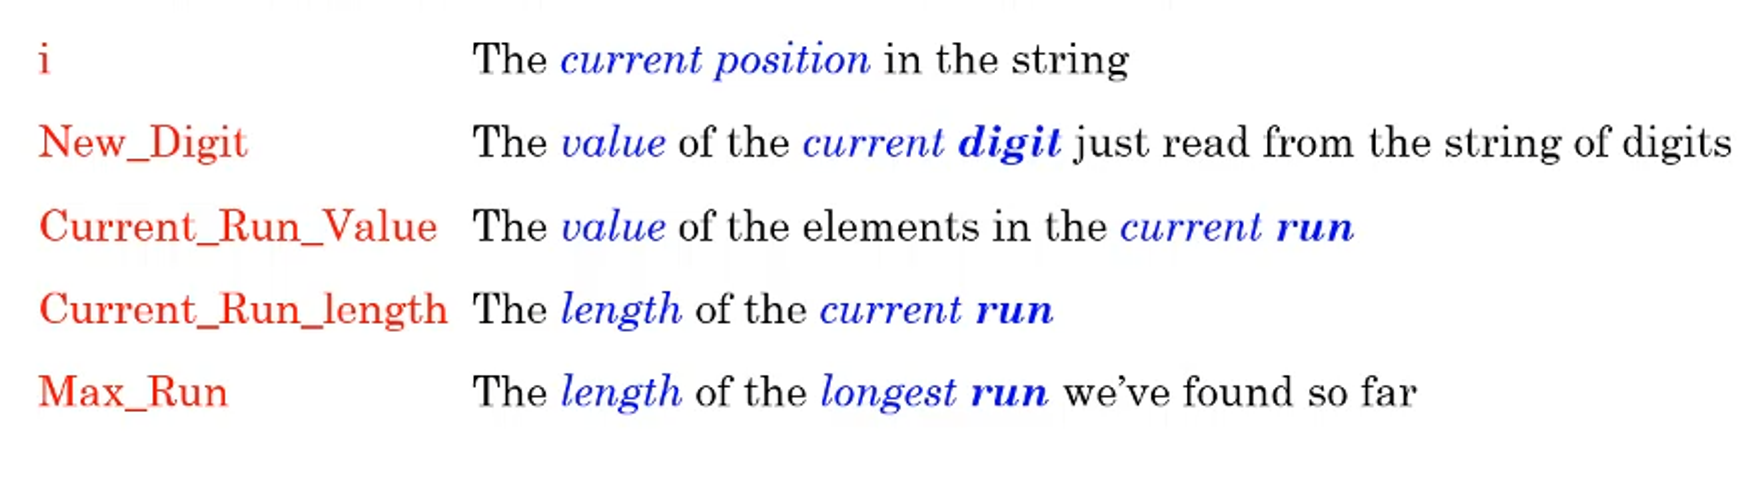 i The current position in the string
New_Digit The value of the current digit just read from the string of digits
Current_Run_Value The value of the elements in the current run
Current_Run_length The length of the current run
Max_Run The length of the longest run we’ve found so far